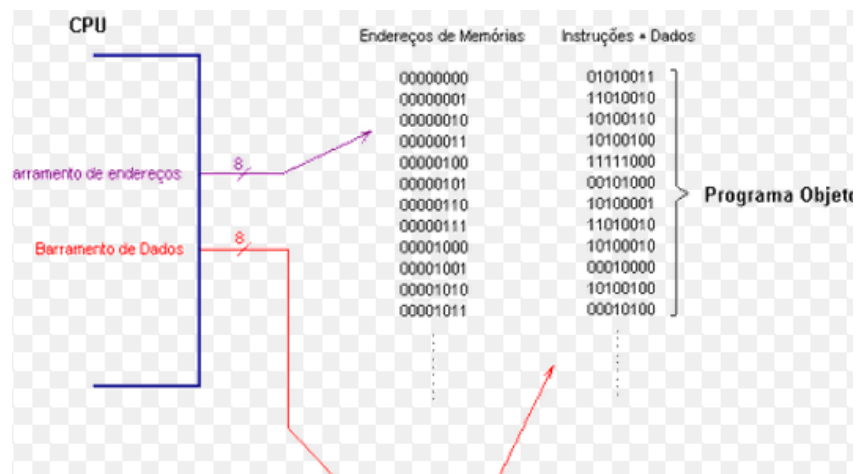 CPU
Endereços de Memórias
Instruções + Dados
00000000 01010011
00000001 11010010
00000010 10100110
00000011 10100100
00000100 11111000
00000101 00101000
00000110 10100001
00000111 11010010
00001000 10100010
00001001 00010000
00001010 10100100
00001011 00010100
8
arramento de endereços
8
Barramento de Dados
Programa Objeto